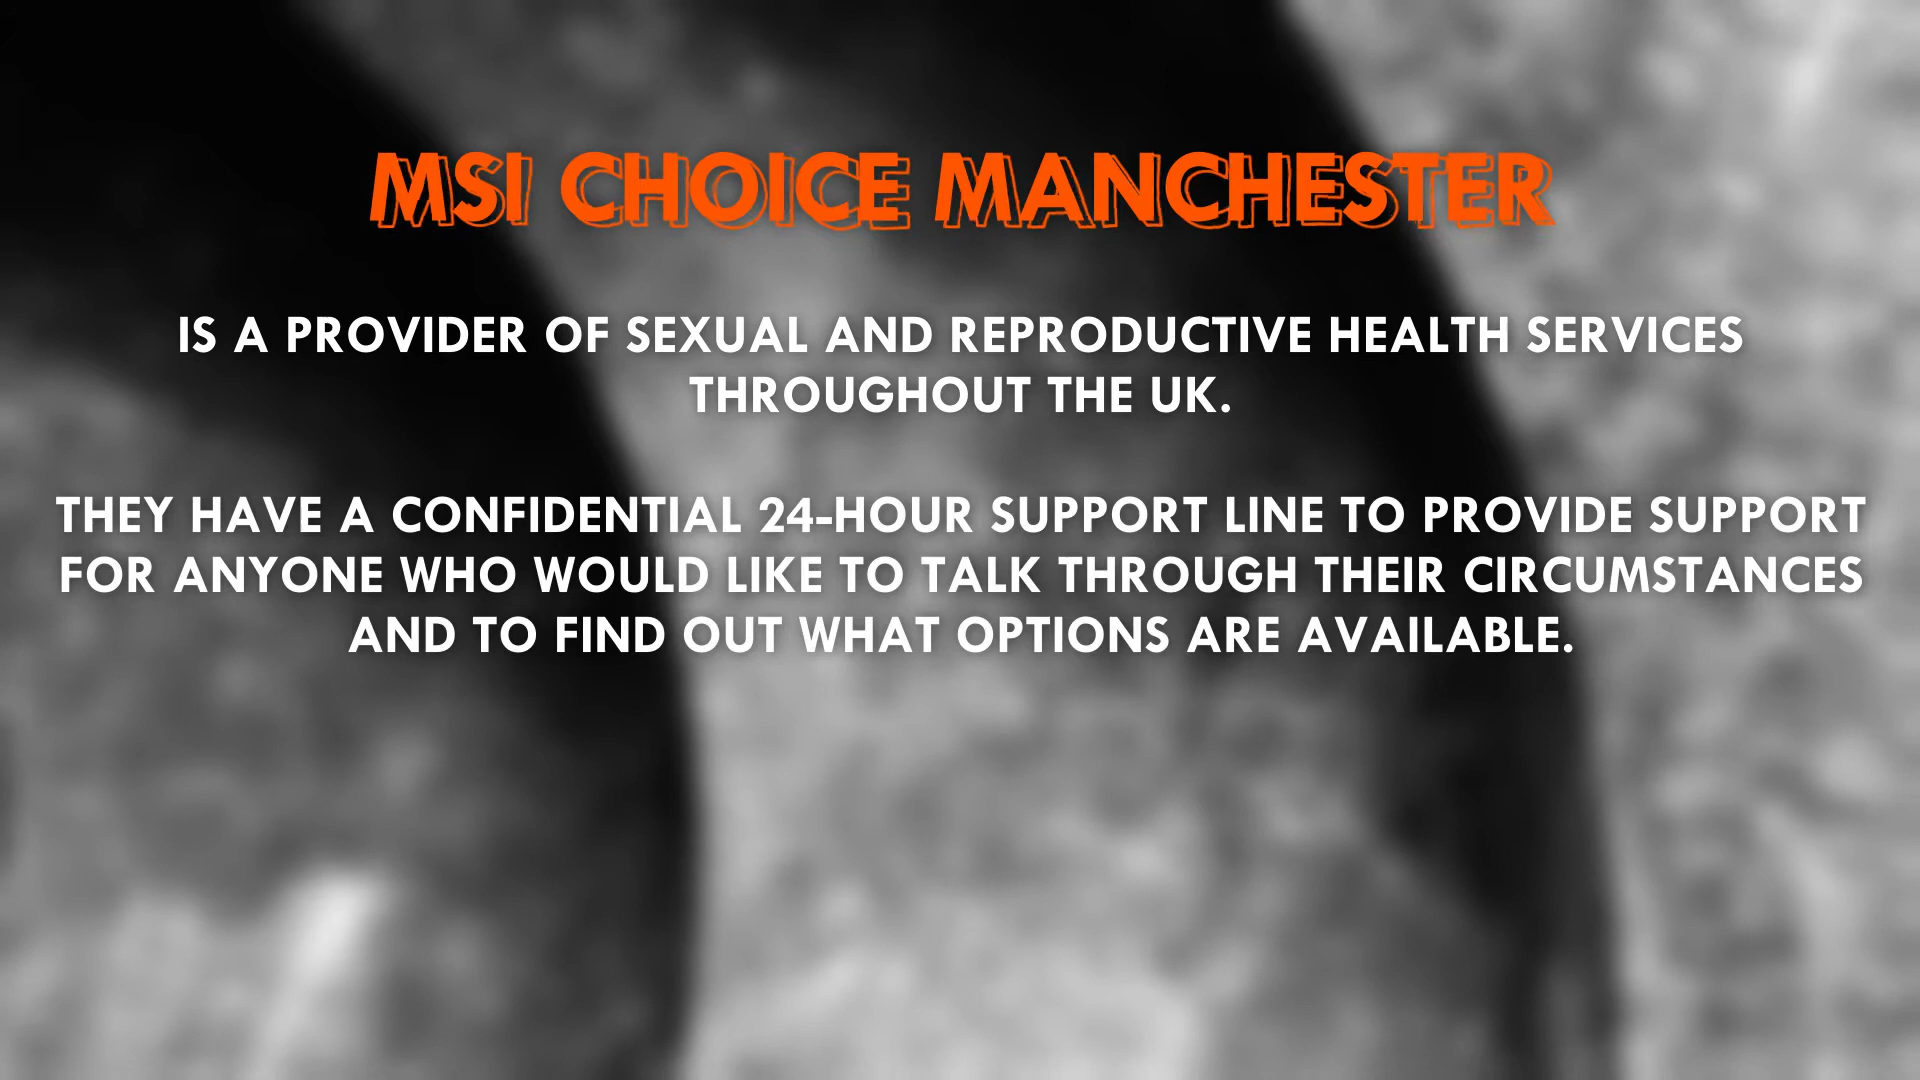 MSI CHOICE MANCHESTER
IS A PROVIDER OF SEXUAL AND REPRODUCTIVE HEALTH SERVICES
THROUGHOUT THE UK.
THEY HAVE A CONFIDENTIAL 24-HOUR SUPPORT LINE TO PROVIDE SUPPORT
FOR ANYONE WHO WOULD LIKE TO TALK THROUGH THEIR CIRCUMSTANCES
AND TO FIND OUT WHAT OPTIONS ARE AVAILABLE.